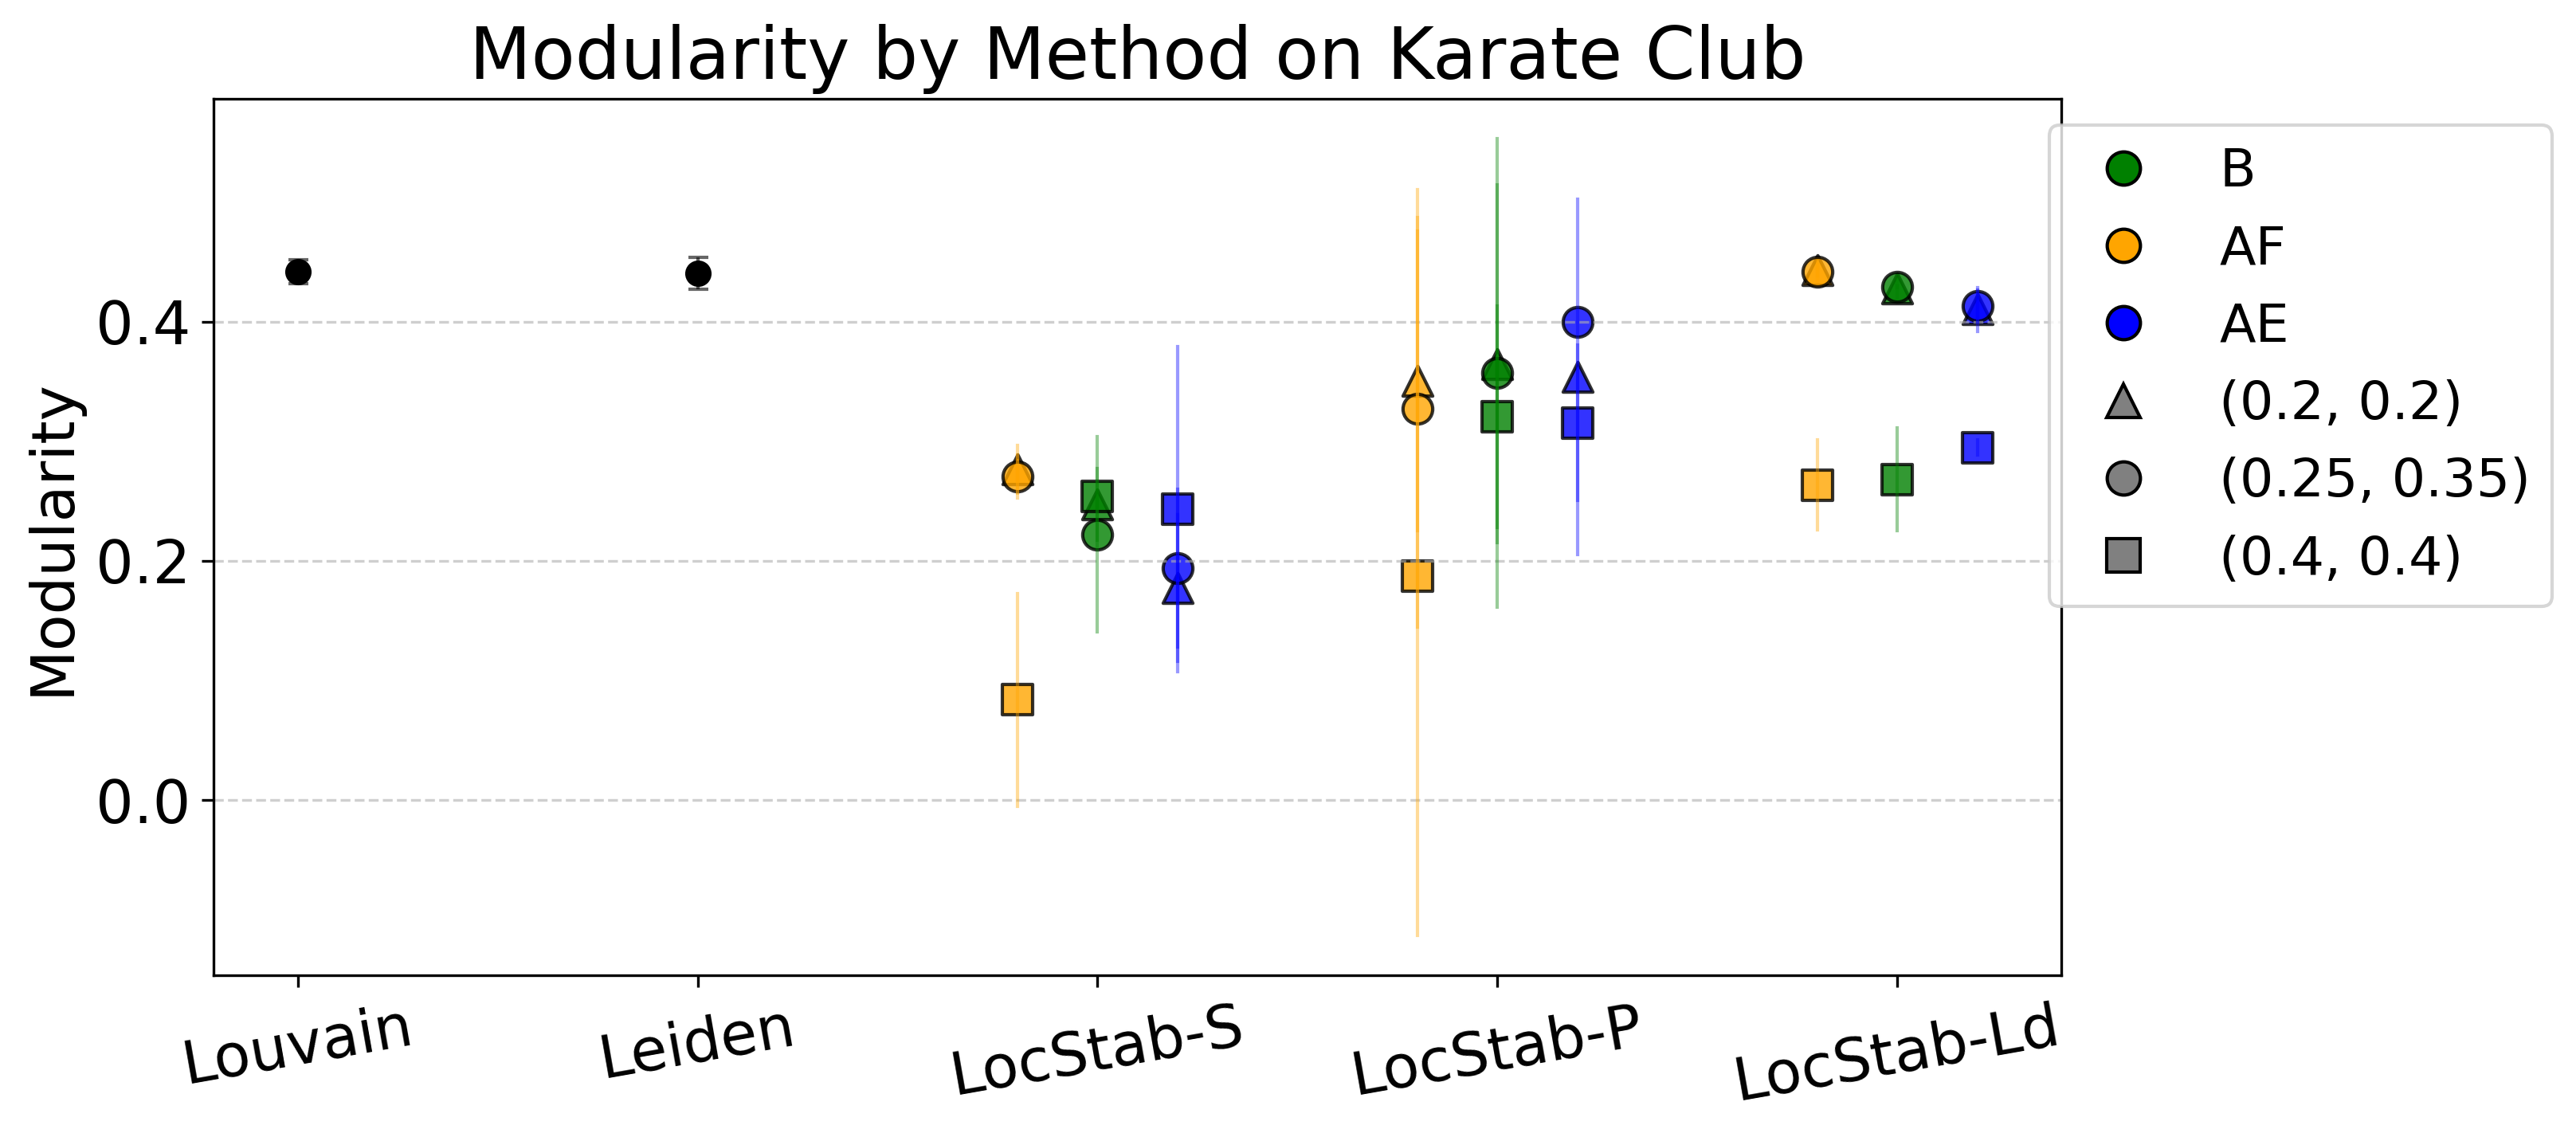 Modularity by Method on Karate Club
Modularity
0.4
0.2
0.0
Louvain
Leiden
LocStab-S
LocStab-P
LocStab-Ld
B
AF
AE
(0.2, 0.2)
(0.25, 0.35)
(0.4, 0.4)